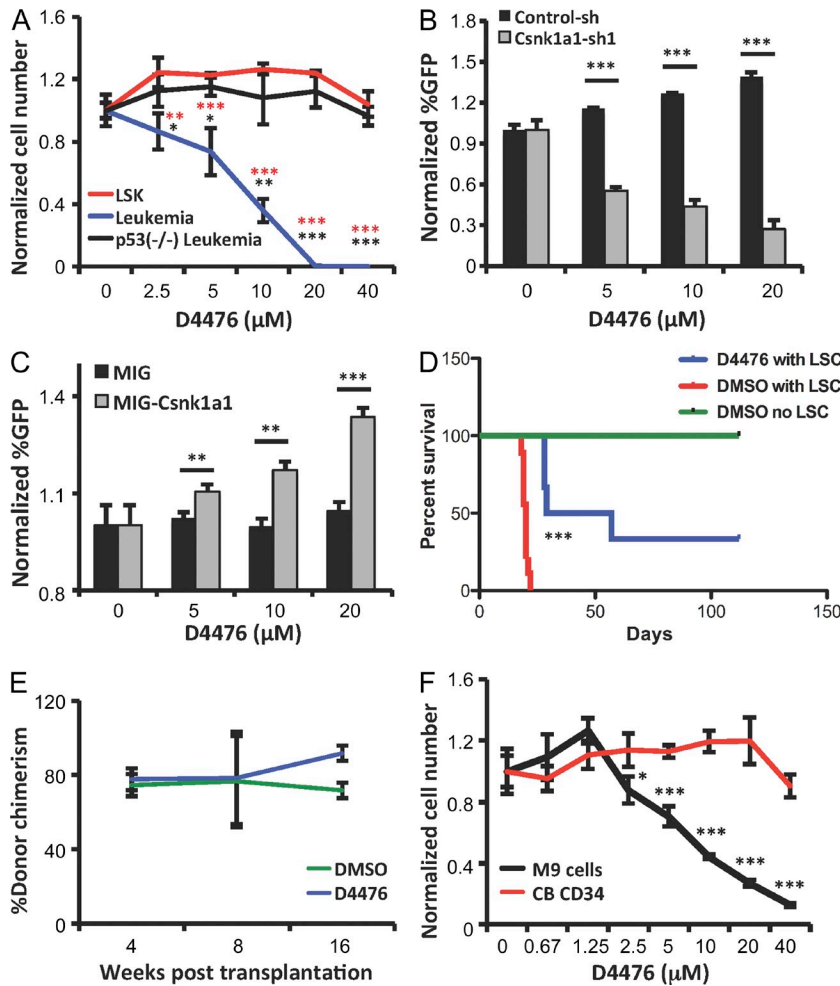 A
Normalized cell number
1.6
1.2
0.8
0.4
0
**
*
***
*
***
**
***
***
***
***
LSK
Leukemia
p53(-/-) Leukemia
0 2.5 5 10 20 40
D4476 (μM)
B
Normalized %GFP
1.8
1.5
1.2
0.9
0.6
0.3
0
Control-sh
Csnk1a1-sh1
***
***
***
0 5 10 20
D4476 (μM)
C
Normalized %GFP
1.4
1.1
0.8
MIG
MIG-Csnk1a1
**
**
***
0 5 10 20
D4476 (μM)
D
Percent survival
150
100
50
0
D4476 with LSC
DMSO with LSC
DMSO no LSC
***
0 50 100 150
Days
E
%Donor chimerism
120
80
40
0
DMSO
D4476
4 8 16
Weeks post transplantation
F
Normalized cell number
1.6
1.2
0.8
0.4
0
*
***
***
***
***
M9 cells
CB CD34
0 0.67 1.25 2.5 5 10 20 40
D4476 (μM)